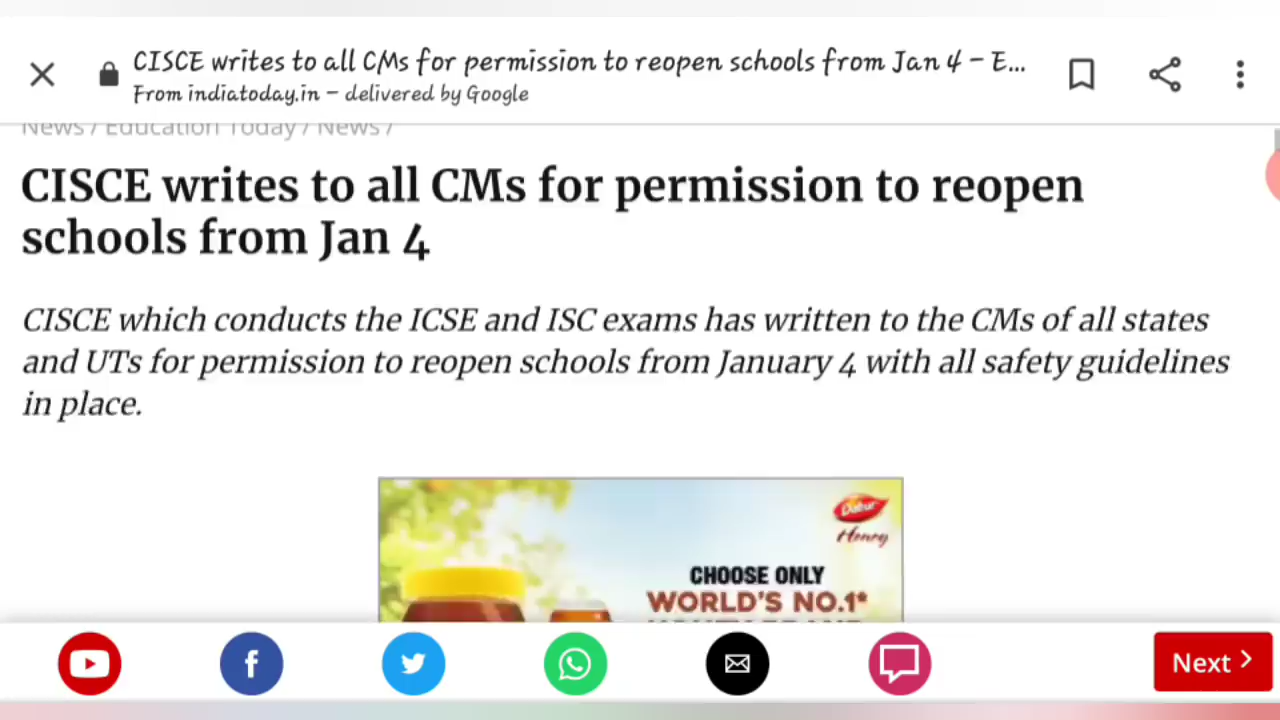 CISCE writes to all CMs for permission to reopen schools from Jan 4 – E...
From indiatoday.in – delivered by Google
News / Education Today / News /
CISCE writes to all CMs for permission to reopen
schools from Jan 4
CISCE which conducts the ICSE and ISC exams has written to the CMs of all states
and UTs for permission to reopen schools from January 4 with all safety guidelines
in place.
Dabur
Honey
CHOOSE ONLY
WORLD'S NO.1*
Next